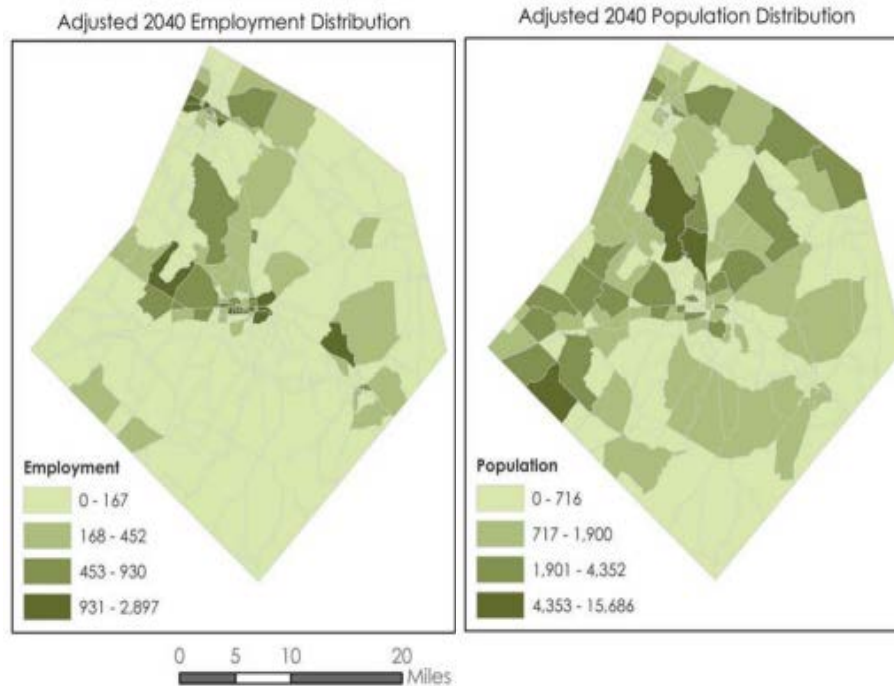 Adjusted 2040 Employment Distribution
Adjusted 2040 Population Distribution
Employment
0 - 167
168 - 452
453 - 930
931 - 2,897
Population
0 - 716
717 - 1,900
1,901 - 4,352
4,353 - 15,686
0 5 10 20
Miles